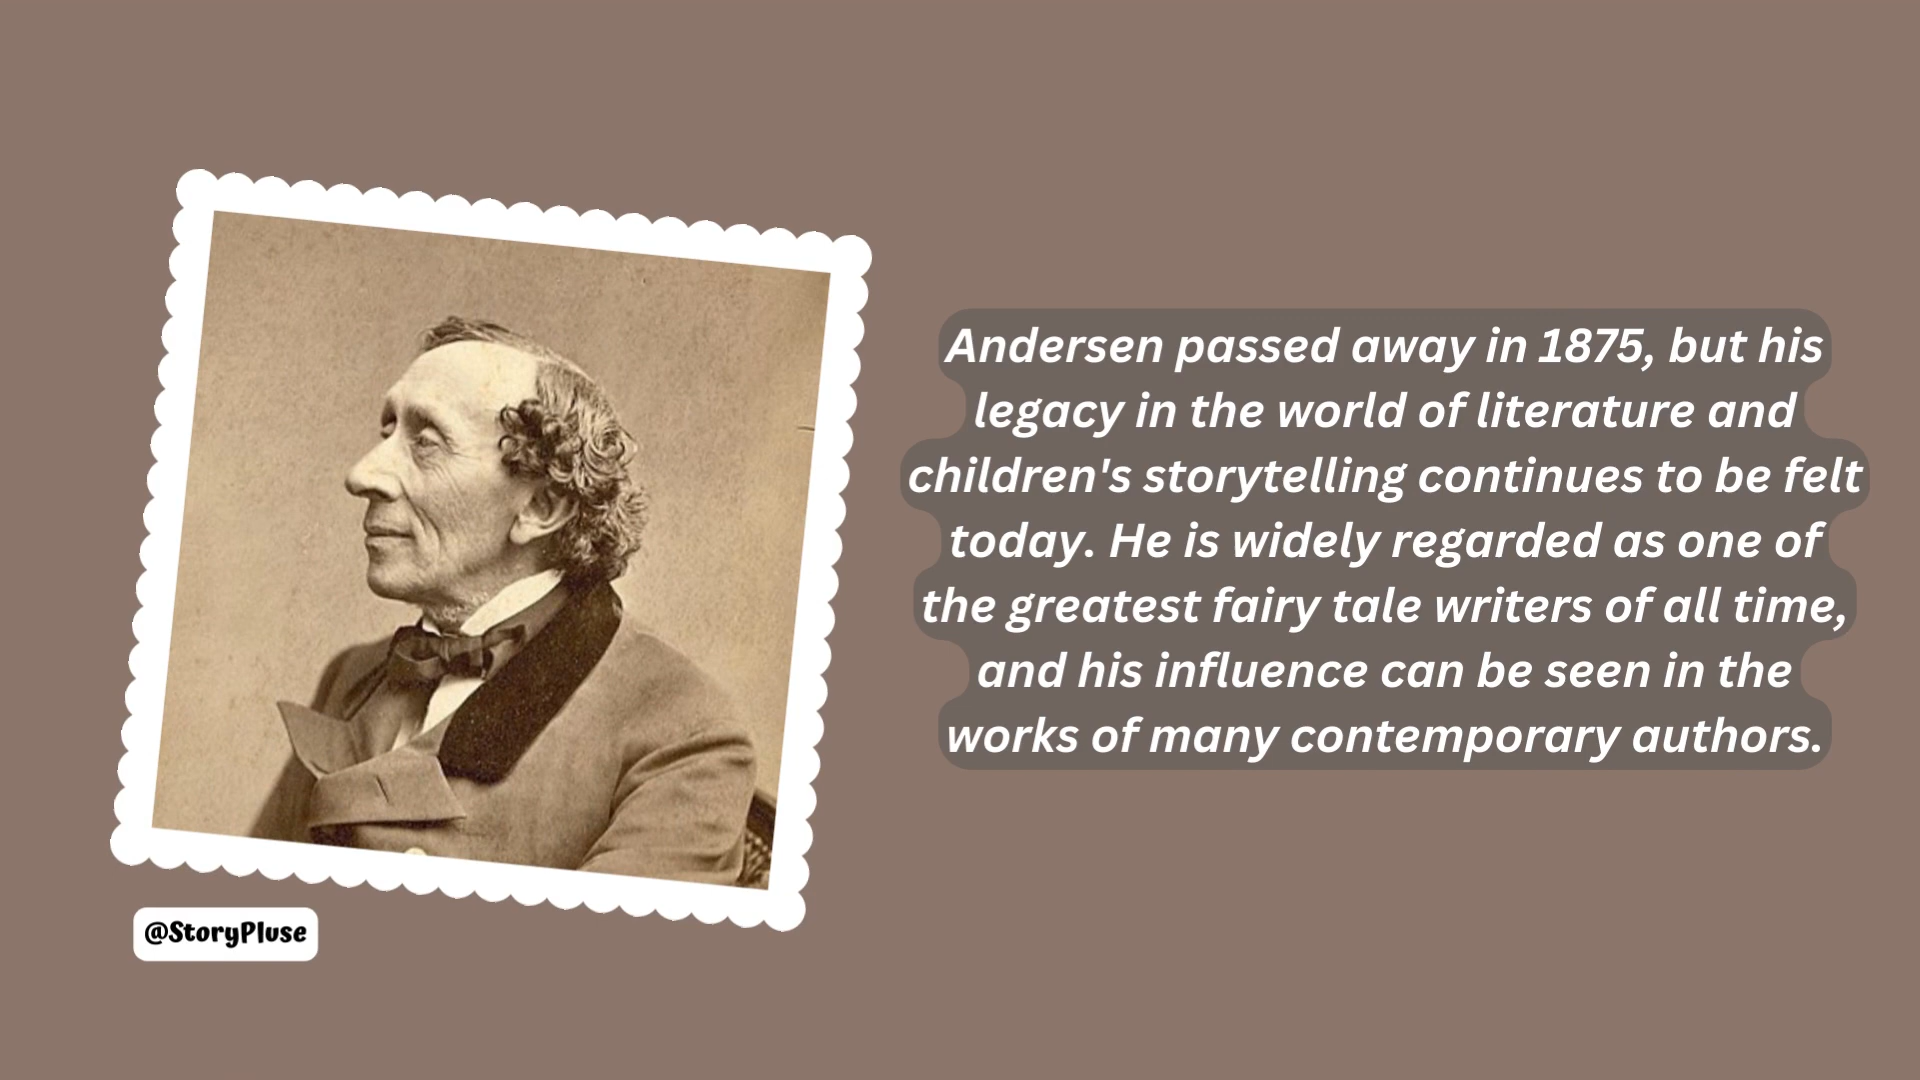 Andersen passed away in 1875, but his
legacy in the world of literature and
children's storytelling continues to be felt
today. He is widely regarded as one of
the greatest fairy tale writers of all time,
and his influence can be seen in the
works of many contemporary authors.
@StoryPluse